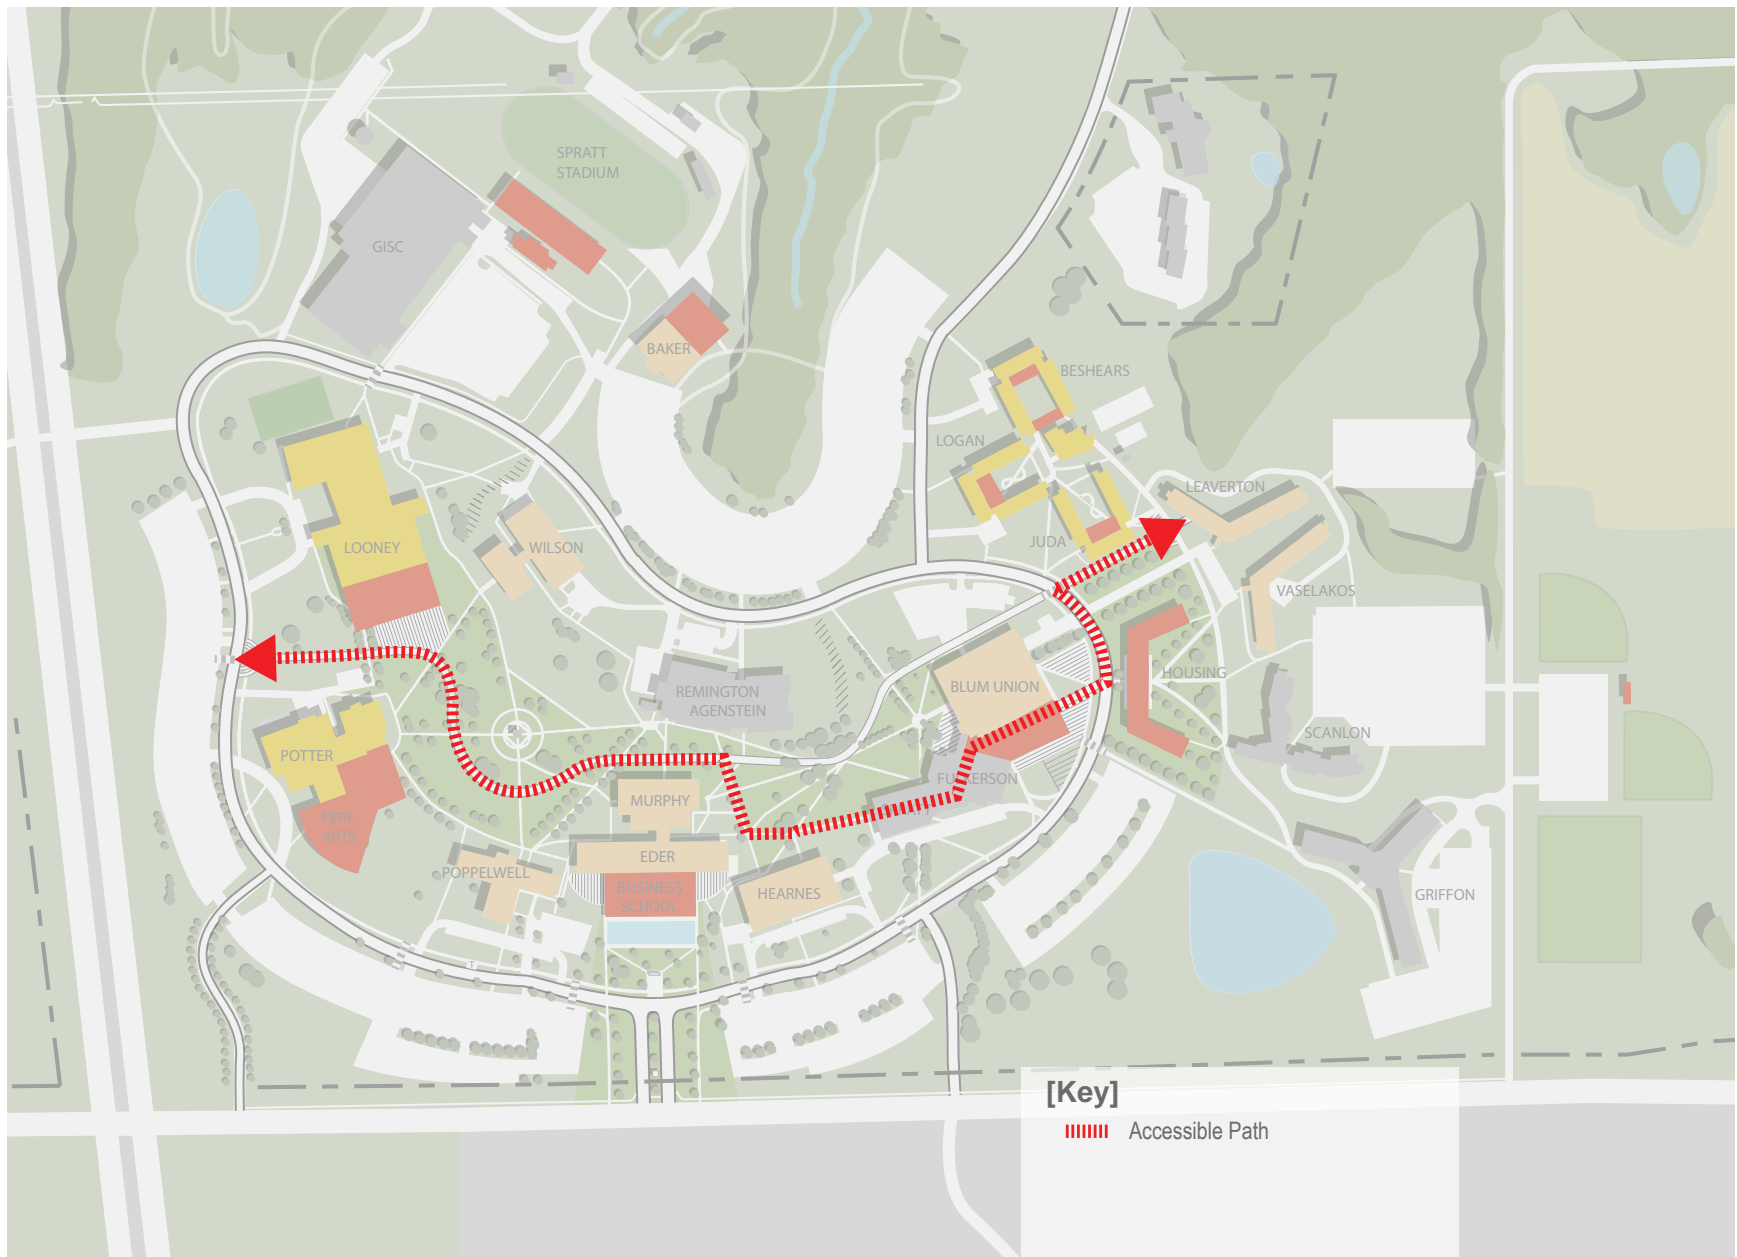 SPRATT
STADIUM
GISC
BAKER
BESHEARS
LOGAN
LEAVERTON
LOONEY
WILSON
JUDA
VASELAKOS
HOUSING
REMINGTON
AGENSTEIN
BLUM UNION
POTTER
SCANLON
FULKERSON
MURPHY
PERF.
ARTS
EDER
POPPELWELL
BUSINESS
SCHOOL
HEARNES
GRIFFON
T
[Key]
Accessible Path